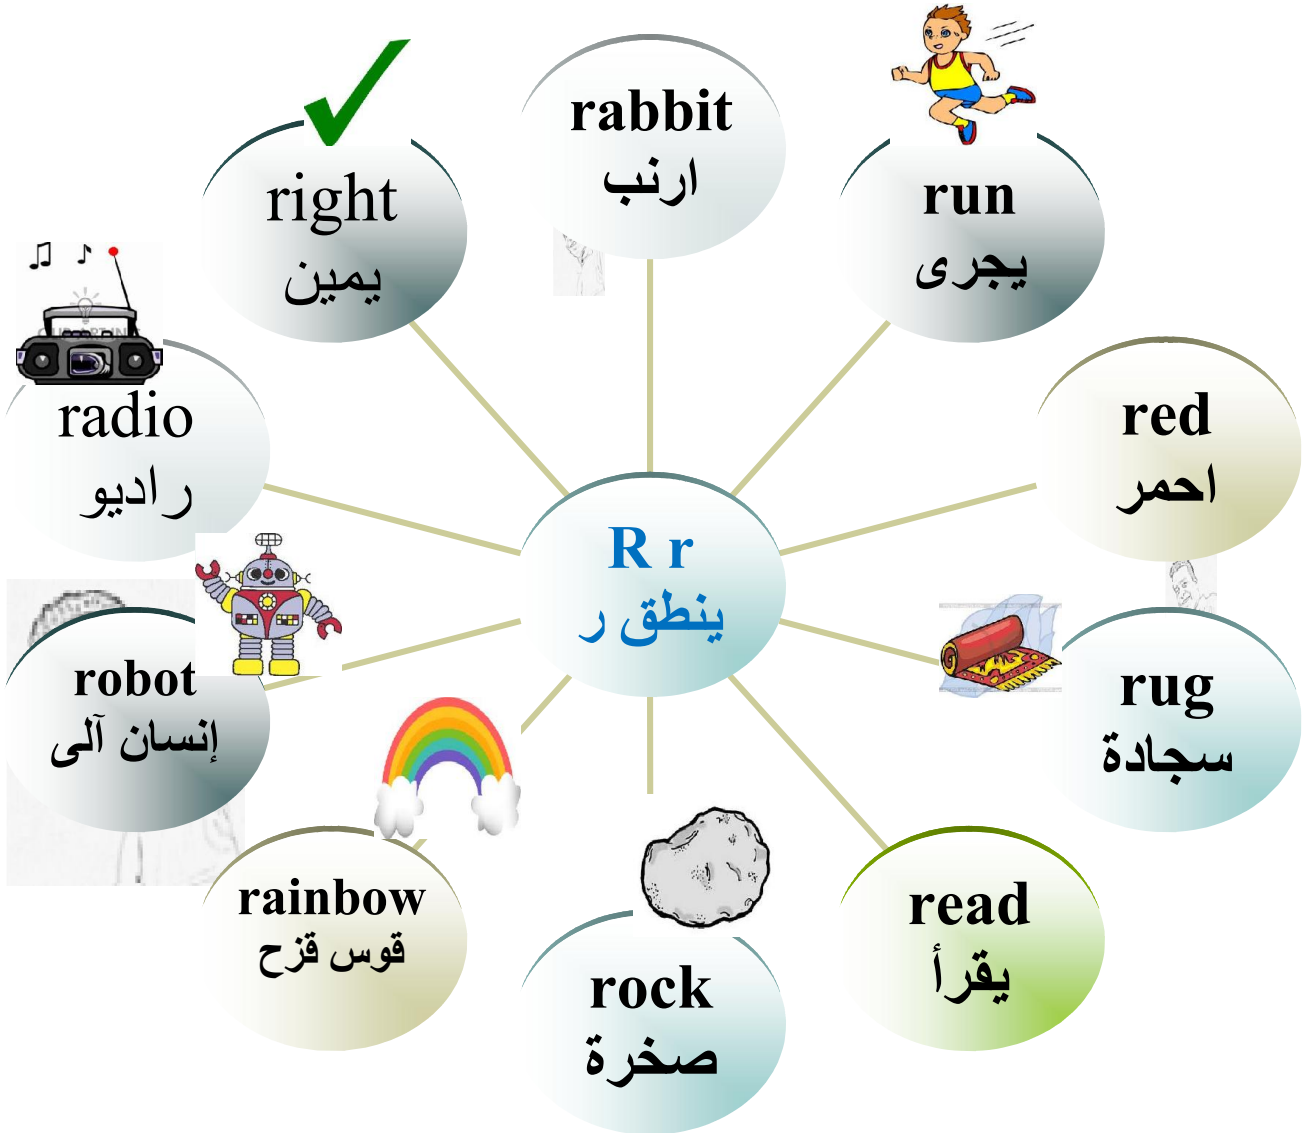 rabbit
ارنب
run
يجرى
red
احمر
rug
سجادة
read
يقرأ
rock
صخرة
rainbow
قوس قزح
robot
إنسان آلى
radio
راديو
right
يمين
R r
ينطق ر